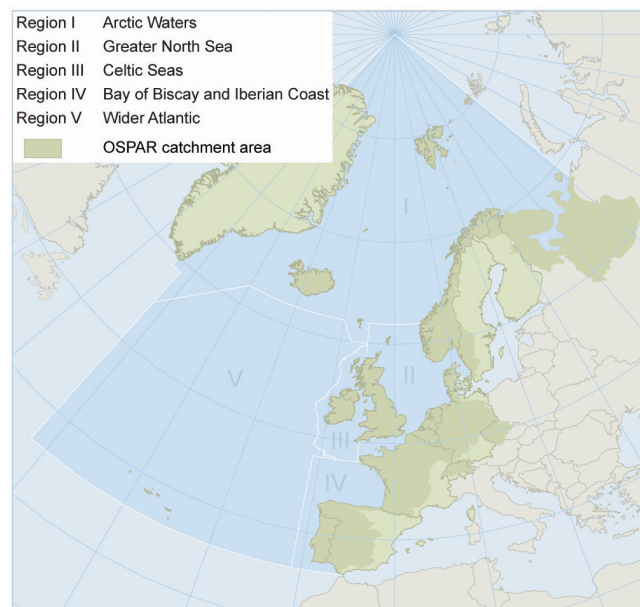 Region I Arctic Waters
Region II Greater North Sea
Region III Celtic Seas
Region IV Bay of Biscay and Iberian Coast
Region V Wider Atlantic
OSPAR catchment area
I
V
II
III
IV